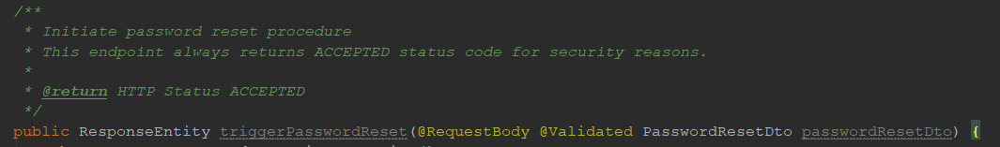 /**
* Initiate password reset procedure
* This endpoint always returns ACCEPTED status code for security reasons.
*
* @return HTTP Status ACCEPTED
*/
public ResponseEntity triggerPasswordReset(@RequestBody @Validated PasswordResetDto passwordResetDto) {